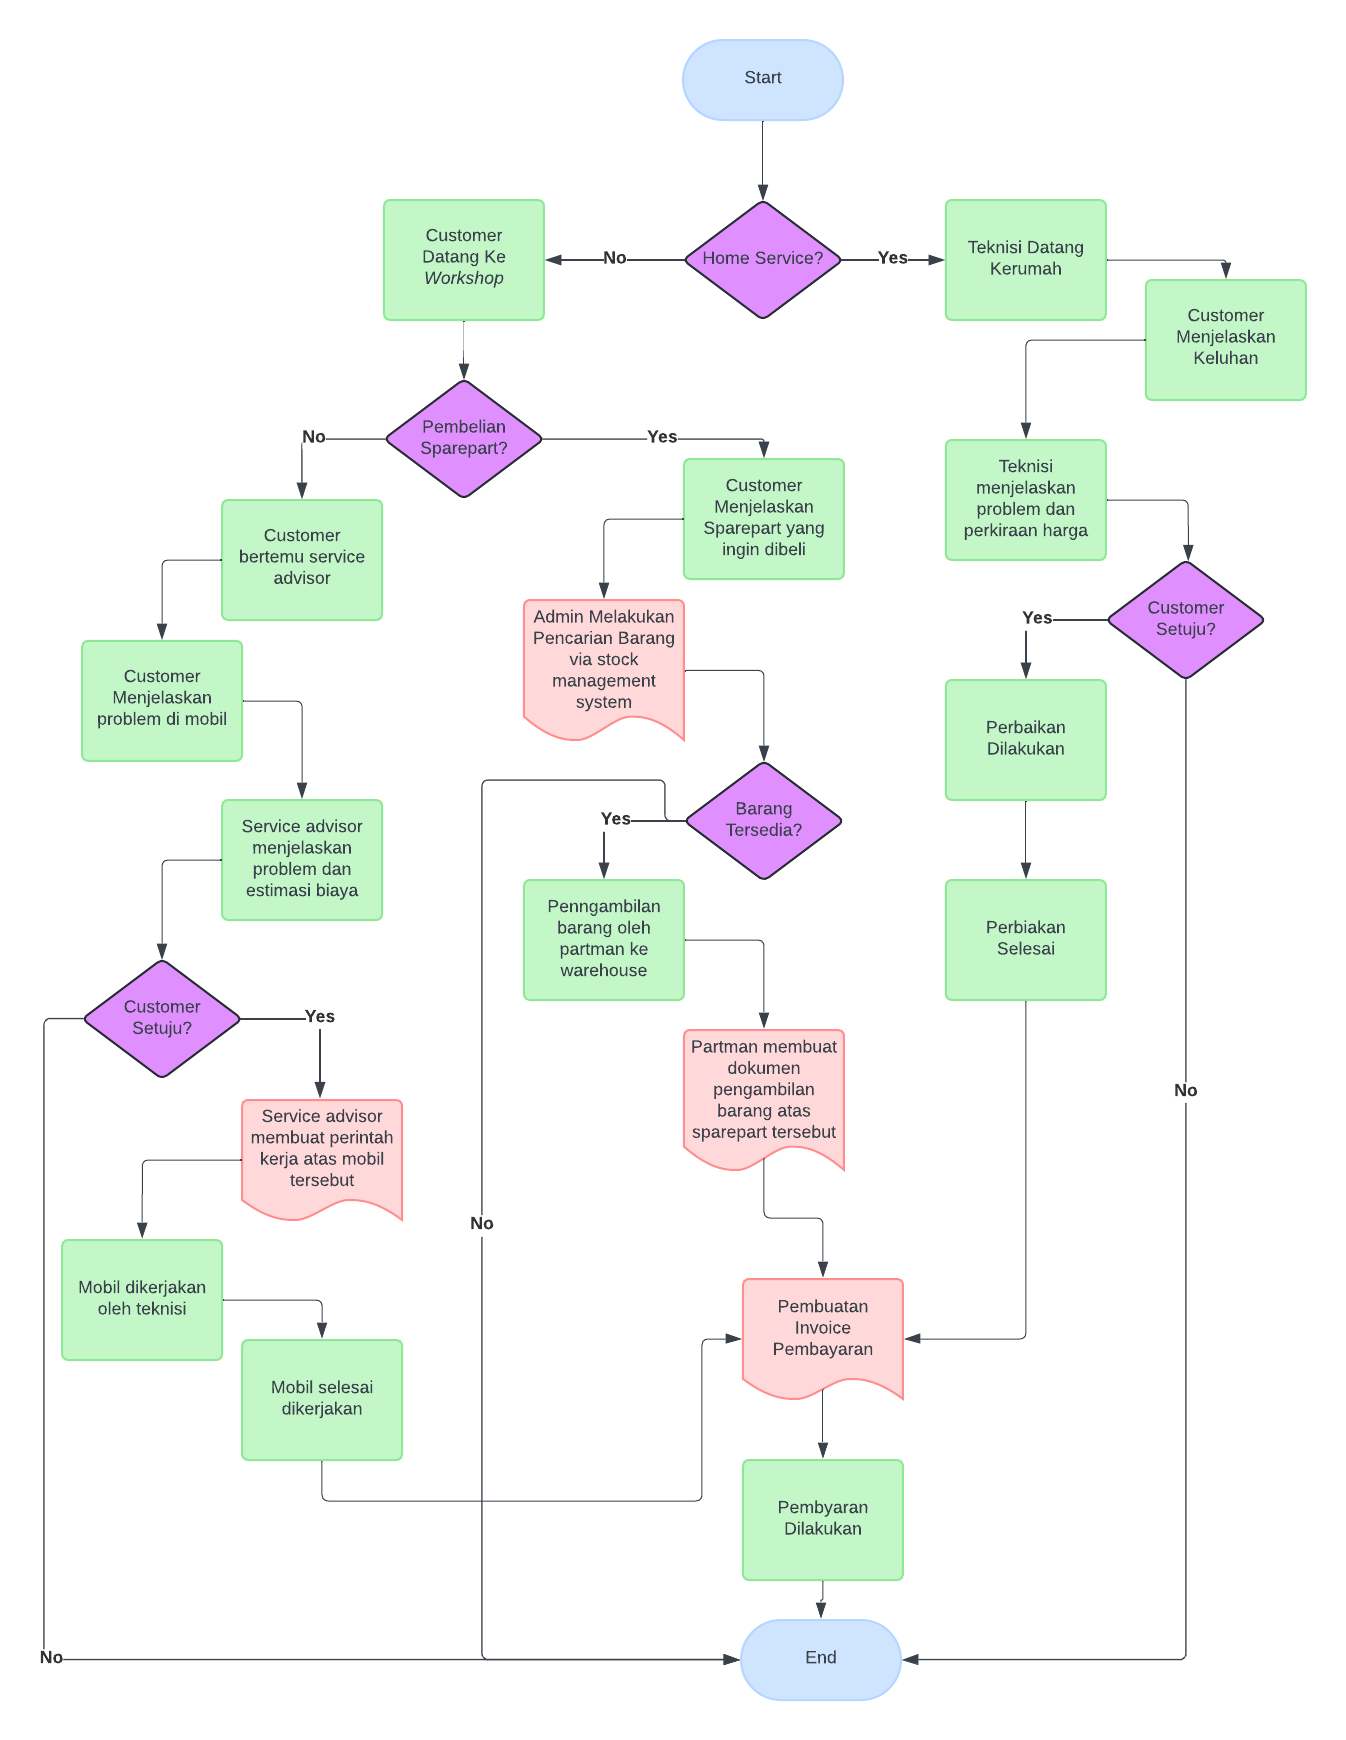 Start
Home Service?
No
Yes
Customer
Datang Ke
Workshop
Teknisi Datang
Kerumah
Customer
Menjelaskan
Keluhan
Pembelian
Sparepart?
No
Yes
Customer
Menjelaskan
Sparepart yang
ingin dibeli
Teknisi
menjelaskan
problem dan
perkiraan harga
Customer
bertemu service
advisor
Admin Melakukan
Pencarian Barang
via stock
management
system
Customer
Setuju?
Yes
Customer
Menjelaskan
problem di mobil
Perbaikan
Dilakukan
Service advisor
menjelaskan
problem dan
estimasi biaya
Barang
Tersedia?
Yes
Penngambilan
barang oleh
partman ke
warehouse
Perbiakan
Selesai
Customer
Setuju?
Yes
Partman membuat
dokumen
pengambilan
barang atas
sparepart tersebut
No
Service advisor
membuat perintah
kerja atas mobil
tersebut
No
Mobil dikerjakan
oleh teknisi
Pembuatan
Invoice
Pembayaran
Mobil selesai
dikerjakan
Pembyaran
Dilakukan
No
End